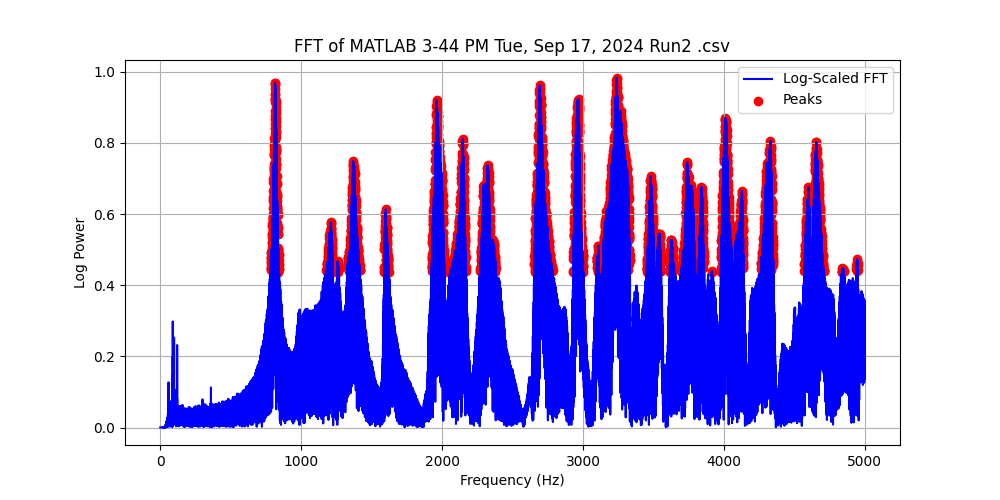 FFT of MATLAB 3-44 PM Tue, Sep 17, 2024 Run2 .csv
Log-Scaled FFT
Peaks
1.0
0.8
0.6
0.4
0.2
0.0
Log Power
0 1000 2000 3000 4000 5000
Frequency (Hz)